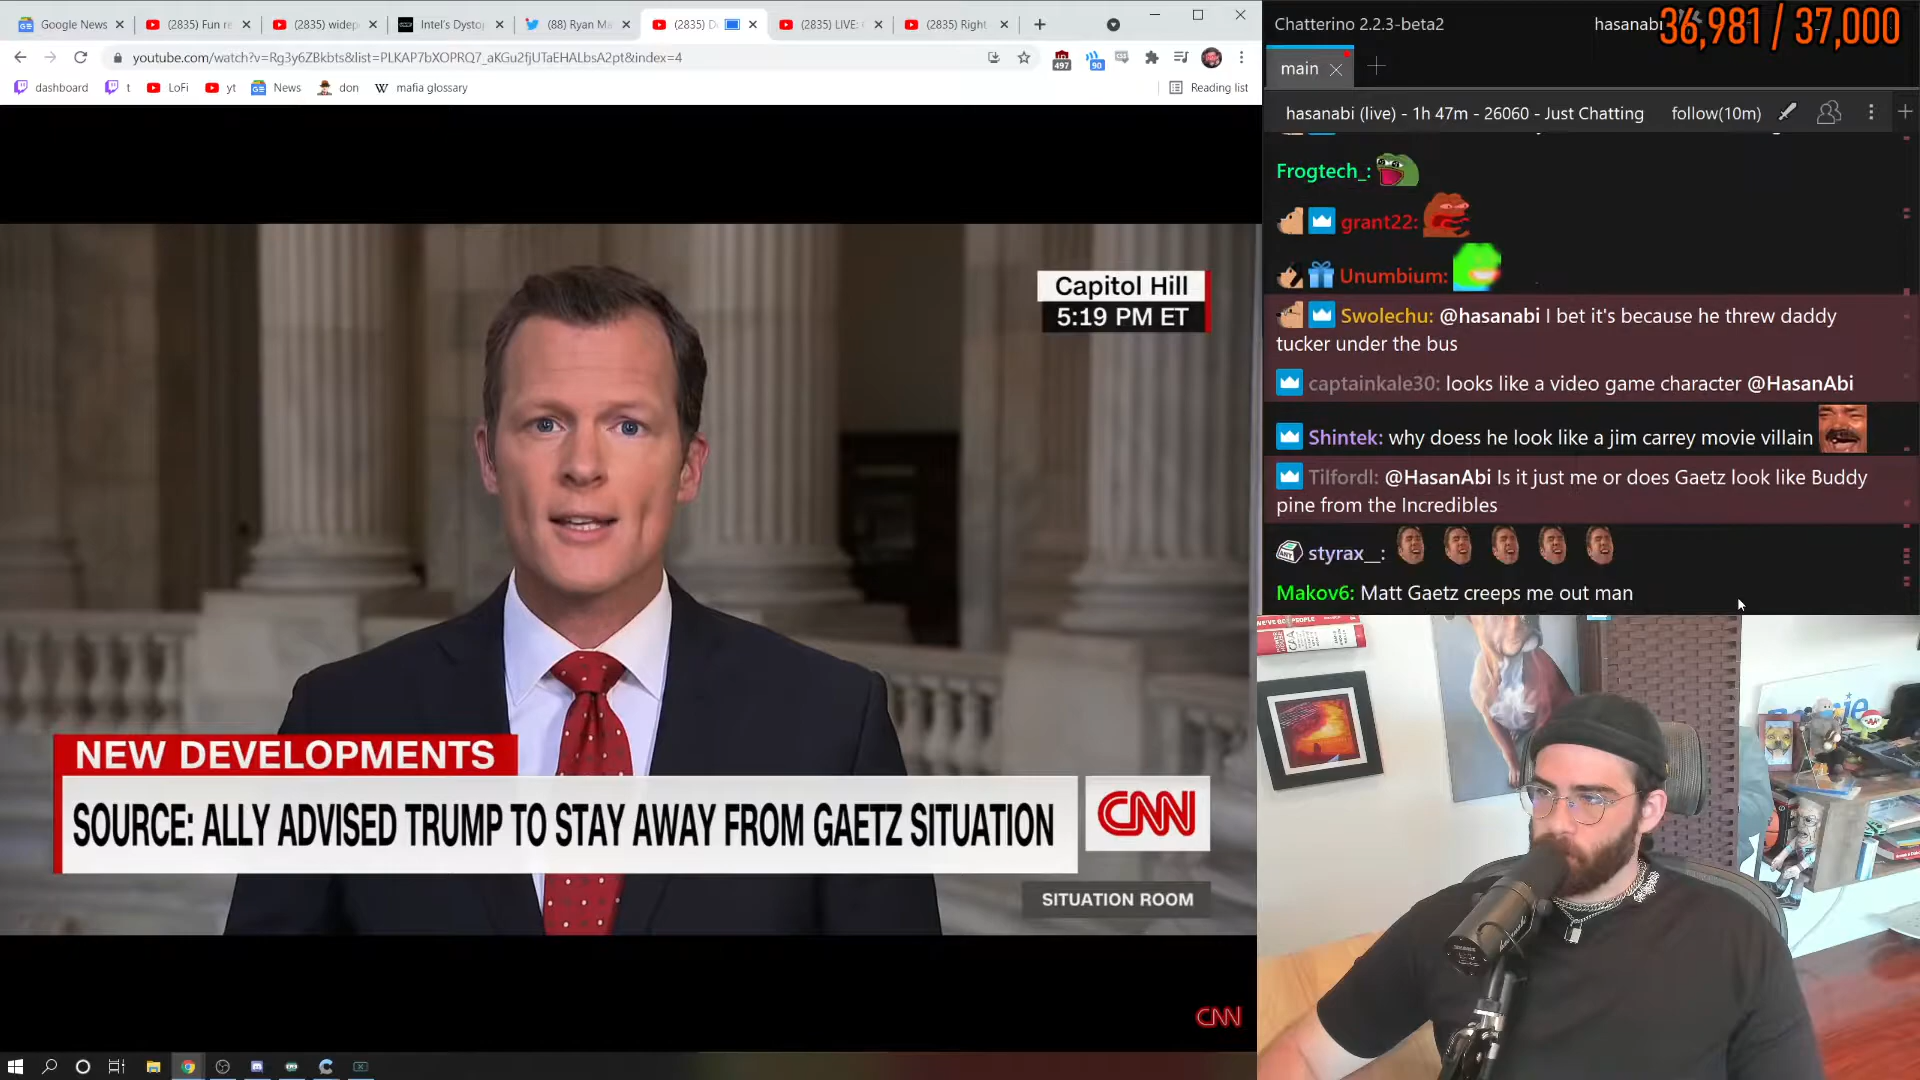 Google News
(2835) Fun re
(2835) widep
Intel's Dysto
(88) Ryan Ma
(2835) D
(2835) LIVE:
(2835) Right
youtube.com/watch?v=Rg3y6ZBkbts&list=PLKAP7bXOPRQ7_aKGu2fjUTaEHALbsA2pt&index=4
497
90
dashboard
t
LoFi
yt
News
don
mafia glossary
Reading list
Capitol Hill
5:19 PM ET
NEW DEVELOPMENTS
SOURCE: ALLY ADVISED TRUMP TO STAY AWAY FROM GAETZ SITUATION
CNN
SITUATION ROOM
CNN
Chatterino 2.2.3-beta2
hasanabi
36,981 / 37,000
main
hasanabi (live) - 1h 47m - 26060 - Just Chatting
follow(10m)
Frogtech_:
grant22:
Unumbium:
Swolechu: @hasanabi I bet it's because he threw daddy
tucker under the bus
captainkale30: looks like a video game character @HasanAbi
Shintek: why doess he look like a jim carrey movie villain
Tilfordl: @HasanAbi Is it just me or does Gaetz look like Buddy
pine from the Incredibles
styrax__:
Makov6: Matt Gaetz creeps me out man